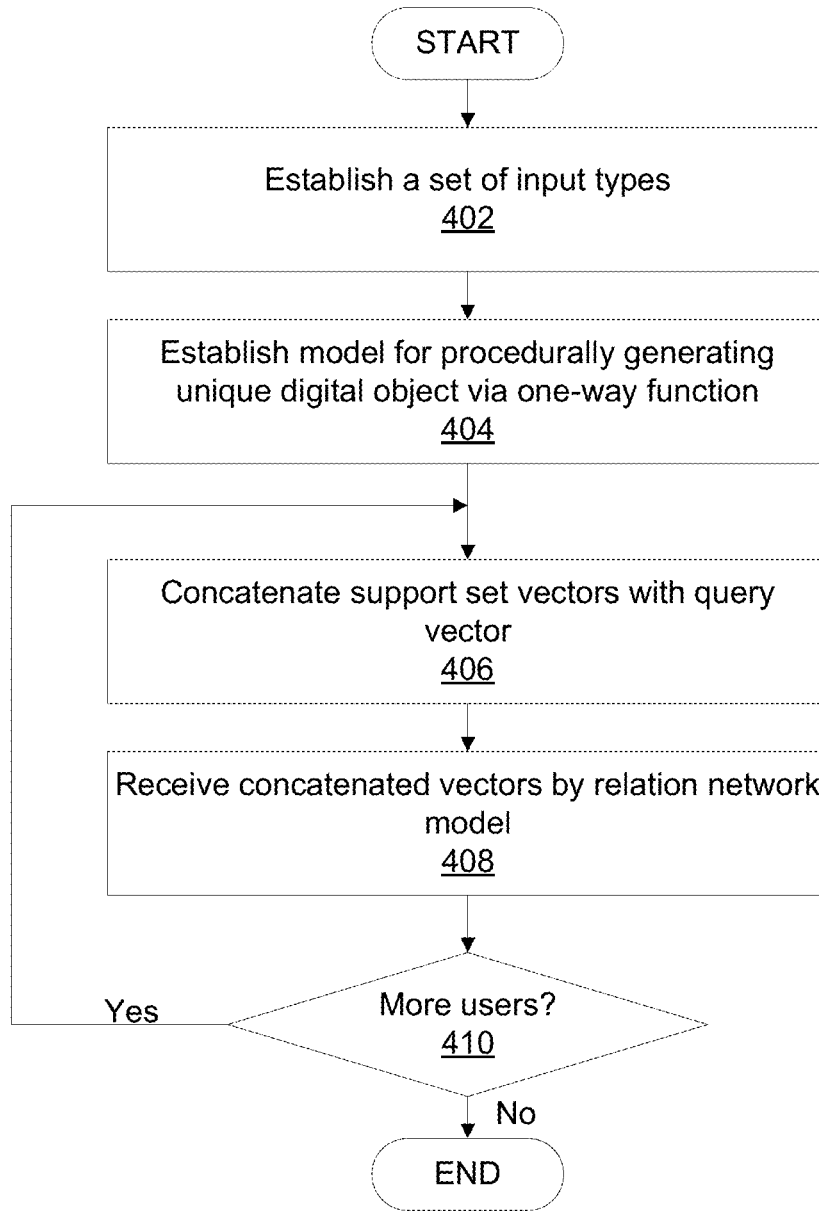 START
Establish a set of input types
402
Establish model for procedurally generating
unique digital object via one-way function
404
Concatenate support set vectors with query
vector
406
Receive concatenated vectors by relation network
model
408
More users?
410
Yes
No
END